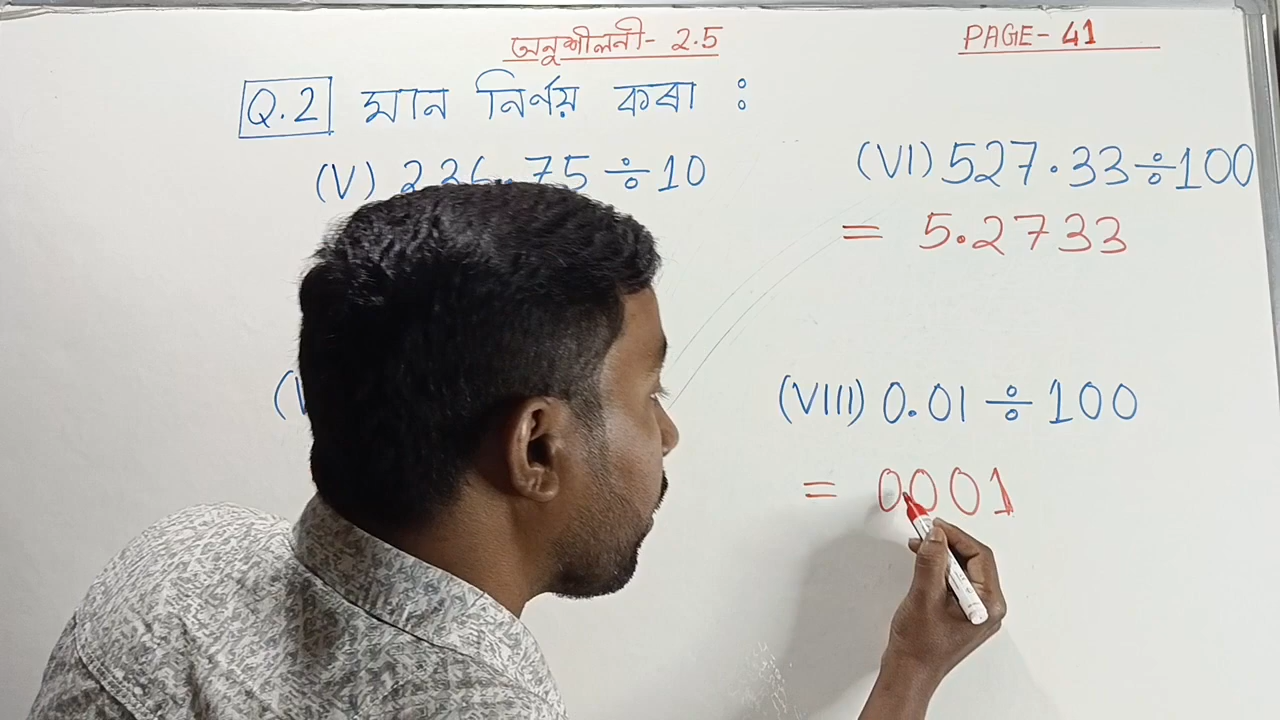 অনুশীলনী- 2.5
PAGE- 41
Q.2 মান নিৰ্ণয় কৰা :
(V) 236.75 ÷ 10
(VI) 527.33 ÷ 100
= 5.2733
(VIII) 0.01 ÷ 100
= 0001